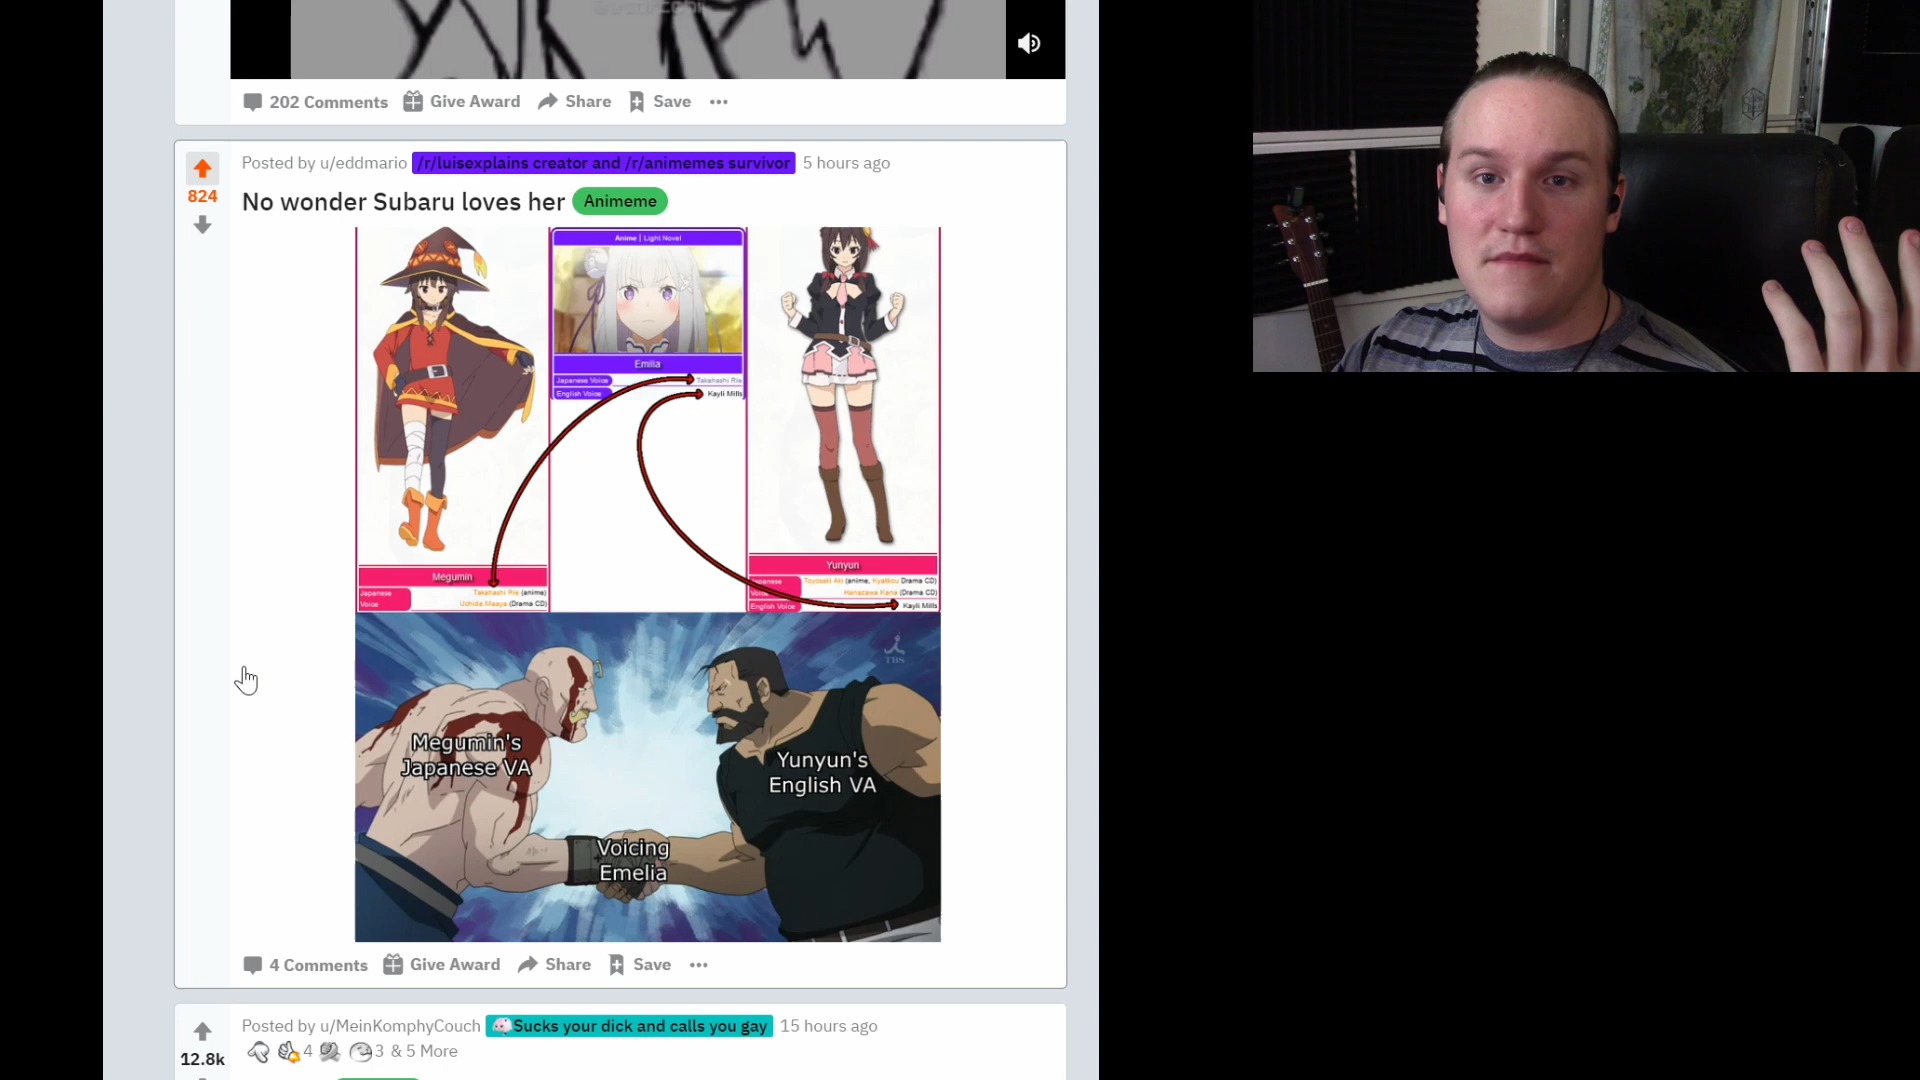 202 Comments Give Award Share Save
Posted by u/eddmario /r/luisexplains creator and /r/animemes survivor 5 hours ago
824
No wonder Subaru loves her Animeme
Anime | Light Novel
Emilia
Japanese Voice Takahashi Rie
English Voice Kayli Mills
Megumin
Japanese Voice Takahashi Rie (anime)
Uchida Maaya (Drama CD)
Yunyun
Japanese Voice Toyosaki Aki (anime, Kyakkou Drama CD)
Hanazawa Kana (Drama CD)
English Voice Kayli Mills
TBS
Megumin's
Japanese VA
Yunyun's
English VA
Voicing
Emelia
4 Comments Give Award Share Save
Posted by u/MeinKomphyCouch Sucks your dick and calls you gay 15 hours ago
4 3 & 5 More
12.8k